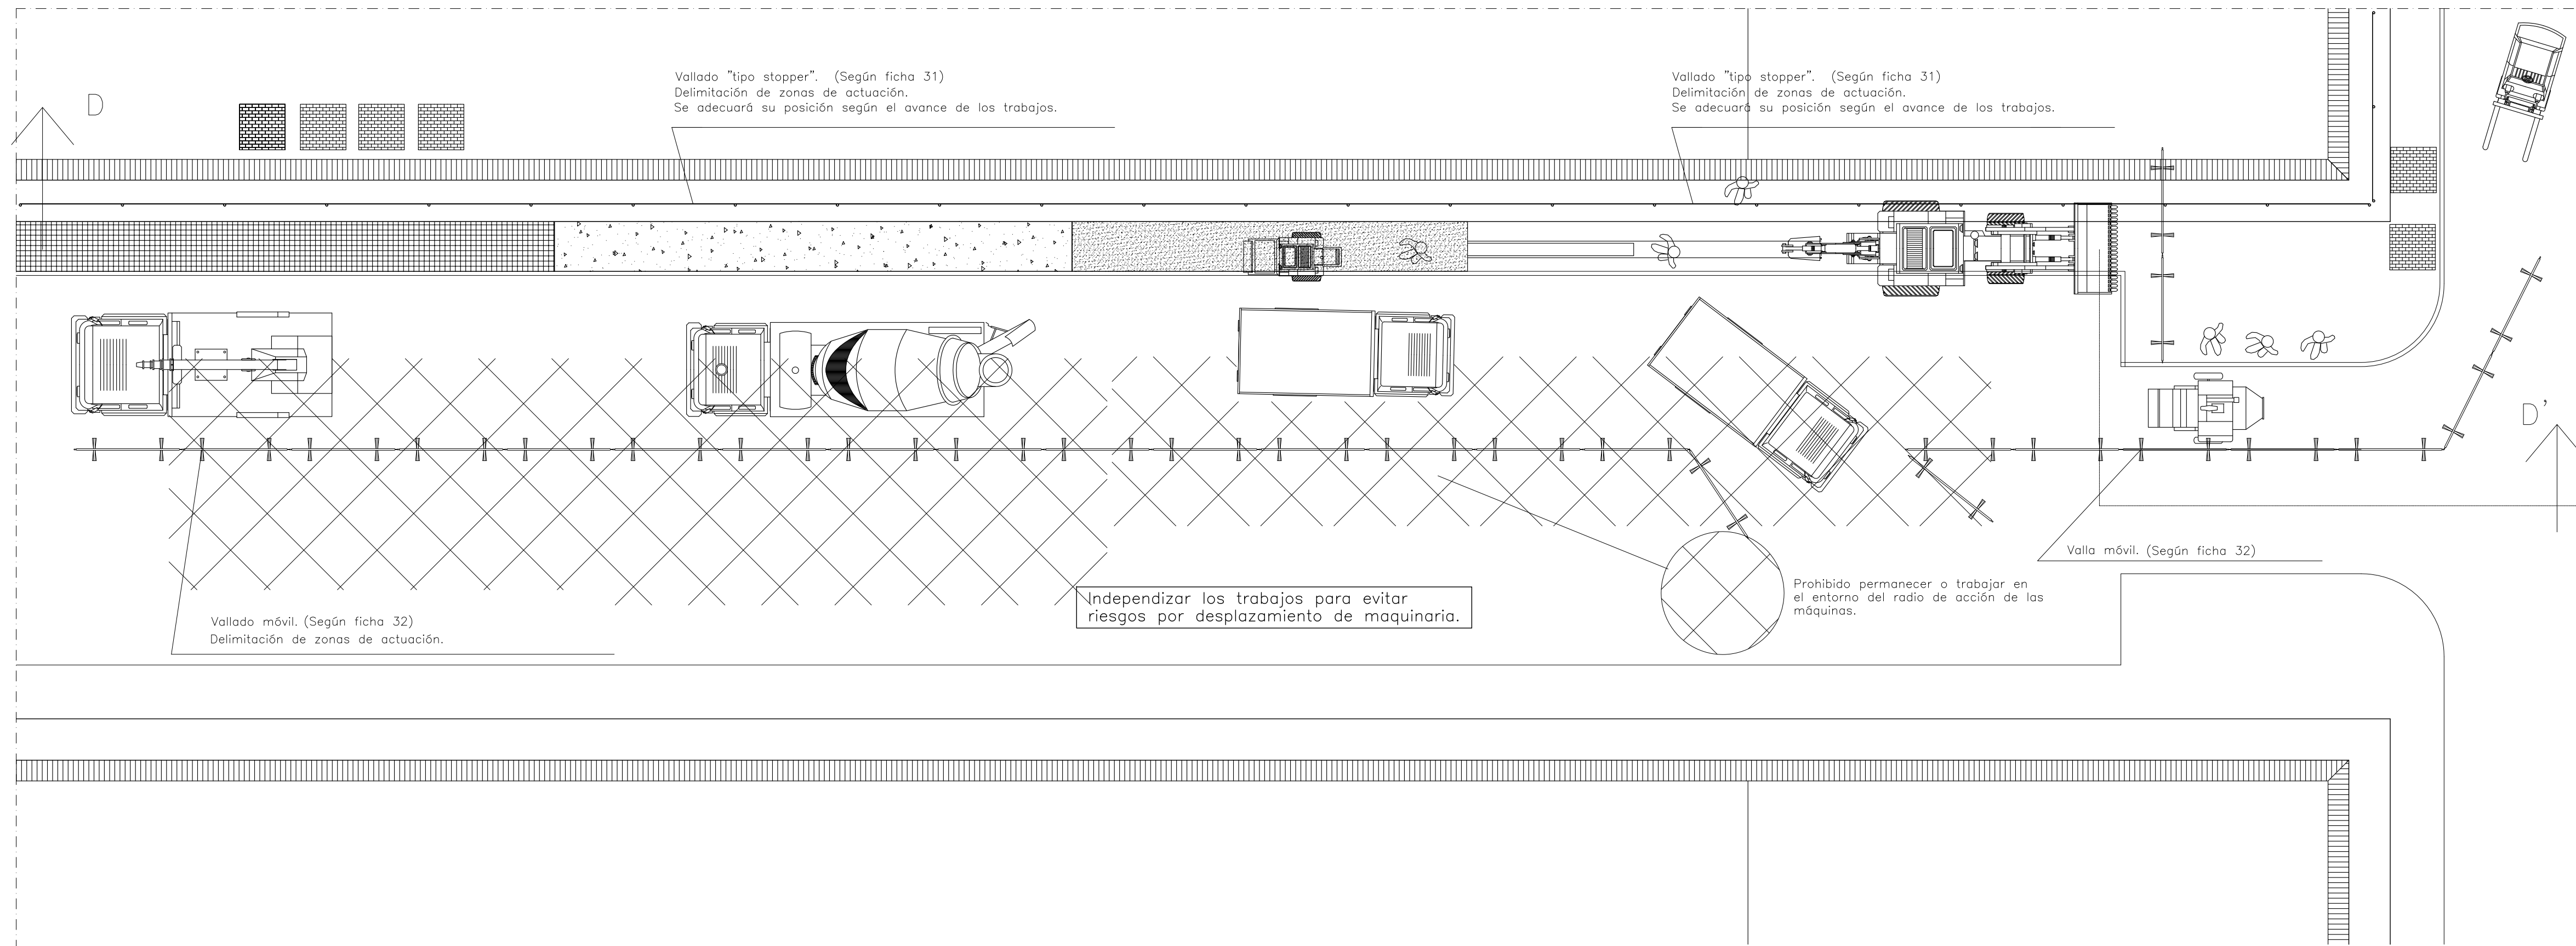 D
Vallado "tipo stopper". (Según ficha 31)
Delimitación de zonas de actuación.
Se adecuará su posición según el avance de los trabajos.
Vallado "tipo stopper". (Según ficha 31)
Delimitación de zonas de actuación.
Se adecuará su posición según el avance de los trabajos.
D'
Valla móvil. (Según ficha 32)
Prohibido permanecer o trabajar en
el entorno del radio de acción de las
máquinas.
Independizar los trabajos para evitar
riesgos por desplazamiento de maquinaria.
Vallado móvil. (Según ficha 32)
Delimitación de zonas de actuación.